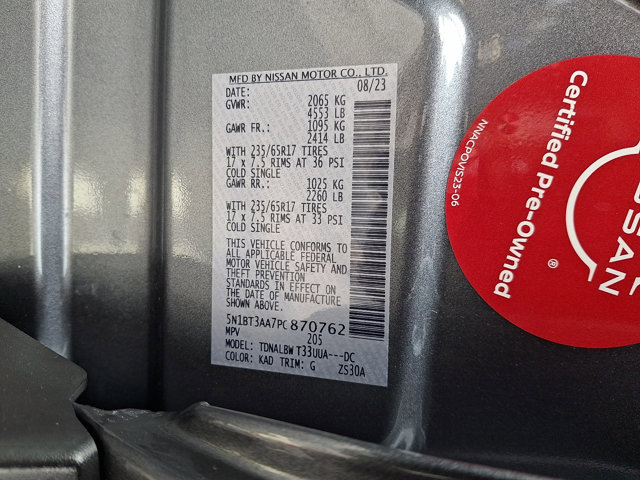 MFD BY NISSAN MOTOR CO., LTD.
DATE: 08/23
GVWR: 2065 KG
4553 LB
GAWR FR.: 1095 KG
2414 LB
WITH 235/65R17 TIRES
17 x 7.5 RIMS AT 36 PSI
COLD SINGLE
GAWR RR.: 1025 KG
2260 LB
WITH 235/65R17 TIRES
17 x 7.5 RIMS AT 33 PSI
COLD SINGLE
THIS VEHICLE CONFORMS TO
ALL APPLICABLE FEDERAL
MOTOR VEHICLE SAFETY AND
THEFT PREVENTION
STANDARDS IN EFFECT ON
THE DATE OF MANUFACTURE
SHOWN ABOVE.
5N1BT3AA7PC870762
MPV 205
MODEL: TDNALBW T33UUA---DC
COLOR: KAD TRIM: G ZS30A
Certified Pre-Owned®
NNACPOVIS23-06
NISSAN